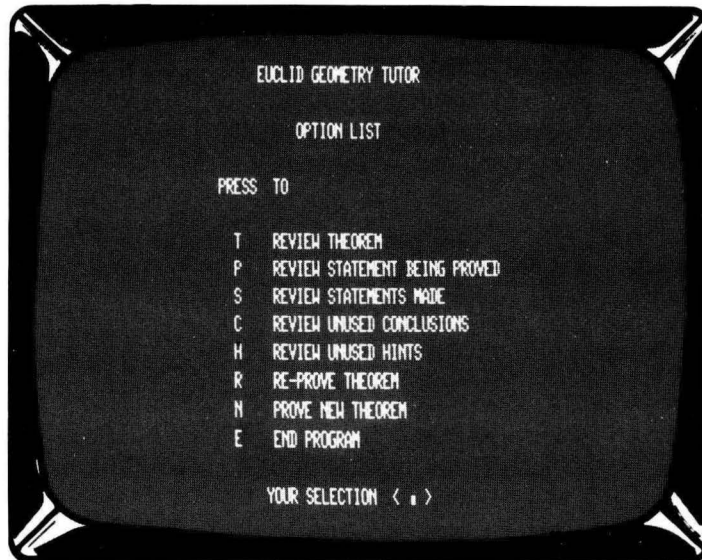 EUCLID GEOMETRY TUTOR
OPTION LIST
PRESS TO
T REVIEW THEOREM
P REVIEW STATEMENT BEING PROVED
S REVIEW STATEMENTS MADE
C REVIEW UNUSED CONCLUSIONS
H REVIEW UNUSED HINTS
R RE-PROVE THEOREM
N PROVE NEW THEOREM
E END PROGRAM
YOUR SELECTION < ∎ >